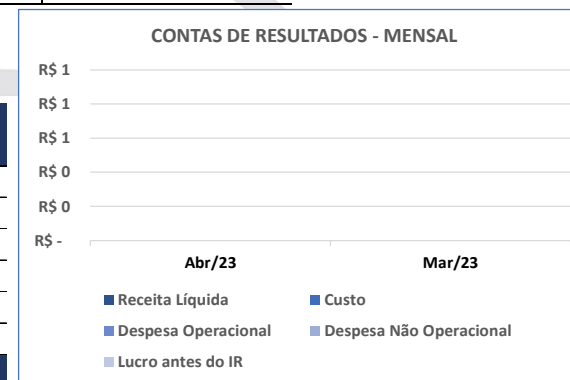 CONTAS DE RESULTADOS - MENSAL
R$ 1
R$ 1
R$ 1
R$ 0
R$ 0
R$ -
Abr/23 Mar/23
Receita Líquida Custo
Despesa Operacional Despesa Não Operacional
Lucro antes do IR